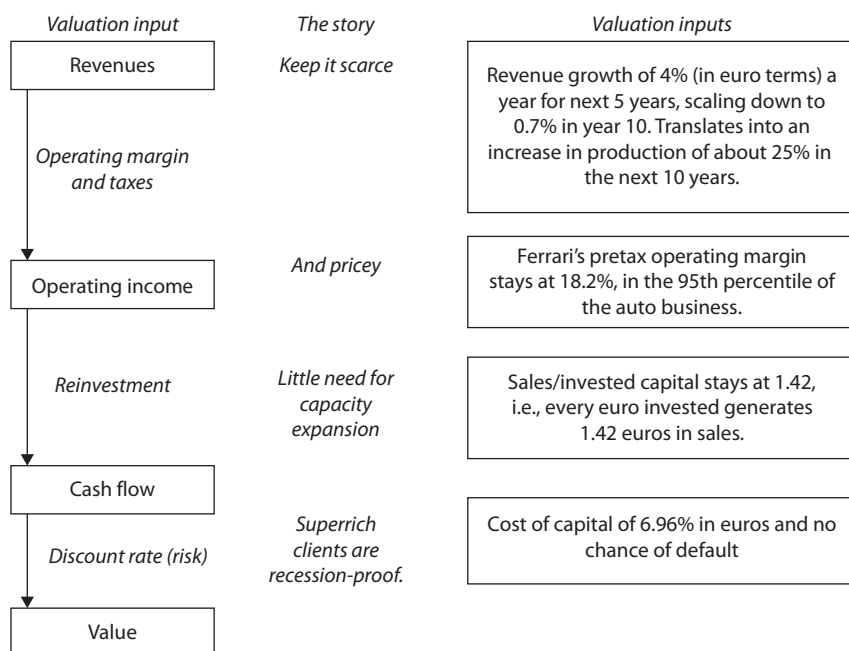 Valuation input
The story
Valuation inputs
Revenues
Keep it scarce
Revenue growth of 4% (in euro terms) a
year for next 5 years, scaling down to
0.7% in year 10. Translates into an
increase in production of about 25% in
the next 10 years.
Operating margin
and taxes
Operating income
And pricey
Ferrari's pretax operating margin
stays at 18.2%, in the 95th percentile of
the auto business.
Reinvestment
Little need for
capacity
expansion
Sales/invested capital stays at 1.42,
i.e., every euro invested generates
1.42 euros in sales.
Cash flow
Discount rate (risk)
Superrich
clients are
recession-proof.
Cost of capital of 6.96% in euros and no
chance of default
Value